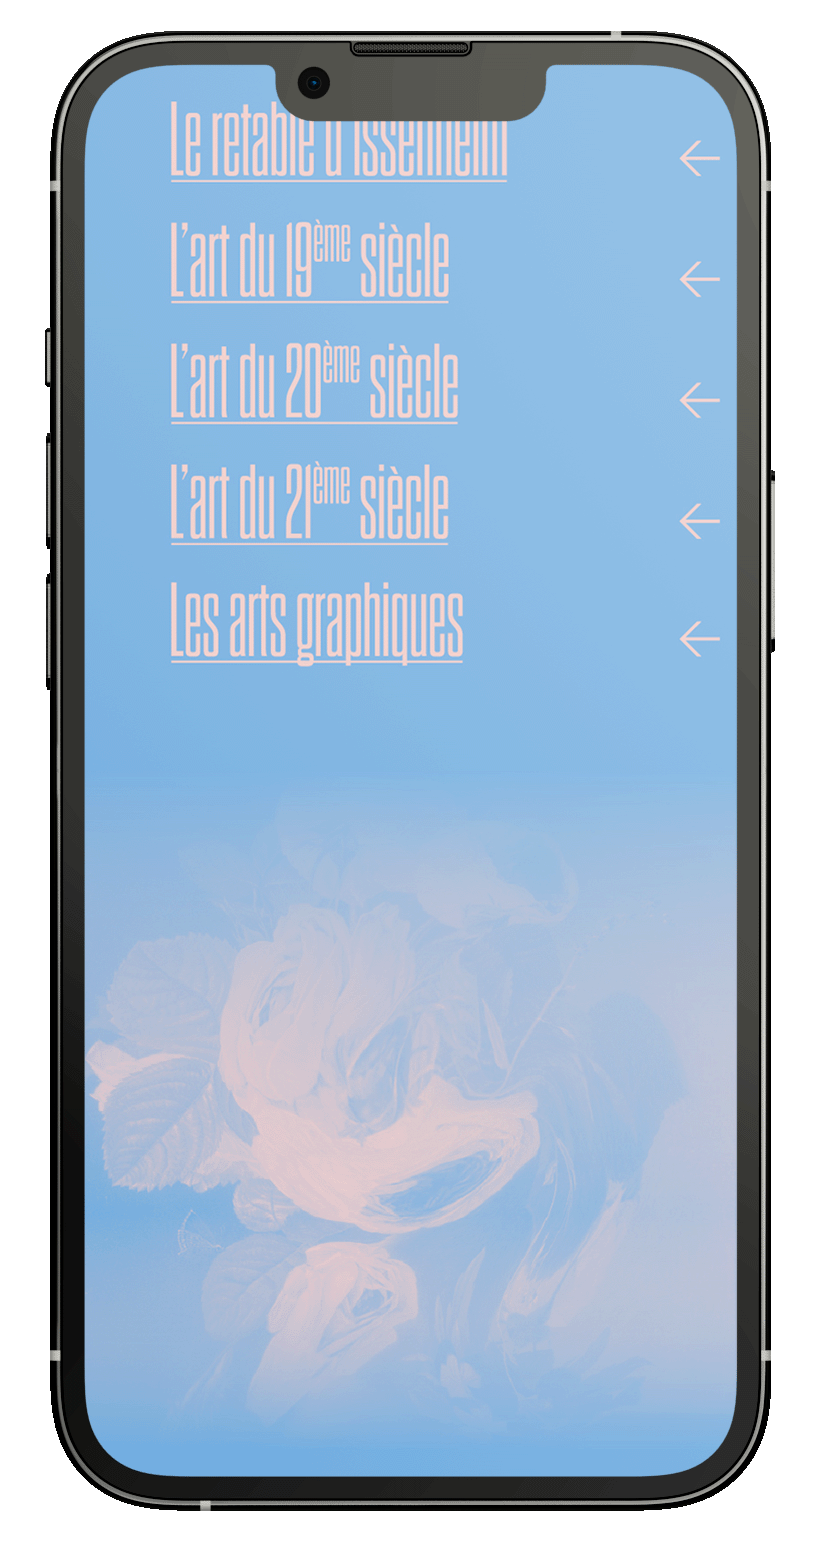 Le retable d'Issenheim
L’art du 19ème siècle
L’art du 20ème siècle
L’art du 21ème siècle
Les arts graphiques